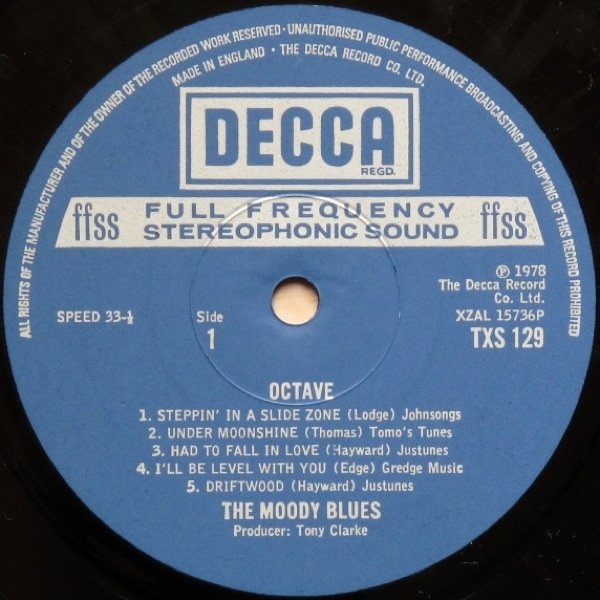 ALL RIGHTS OF THE MANUFACTURER AND OF THE OWNER OF THE RECORDED WORK RESERVED · UNAUTHORISED PUBLIC PERFORMANCE BROADCASTING AND COPYING OF THIS RECORD PROHIBITED
MADE IN ENGLAND · THE DECCA RECORD CO. LTD.
DECCA
REGD.
ffss FULL FREQUENCY ffss
STEREOPHONIC SOUND
℗ 1978
The Decca Record
Co. Ltd.
SPEED 33-⅓ Side XZAL 15736P
1 TXS 129
OCTAVE
1. STEPPIN' IN A SLIDE ZONE (Lodge) Johnsongs
2. UNDER MOONSHINE (Thomas) Tomo's Tunes
3. HAD TO FALL IN LOVE (Hayward) Justunes
4. I'LL BE LEVEL WITH YOU (Edge) Gredge Music
5. DRIFTWOOD (Hayward) Justunes
THE MOODY BLUES
Producer: Tony Clarke